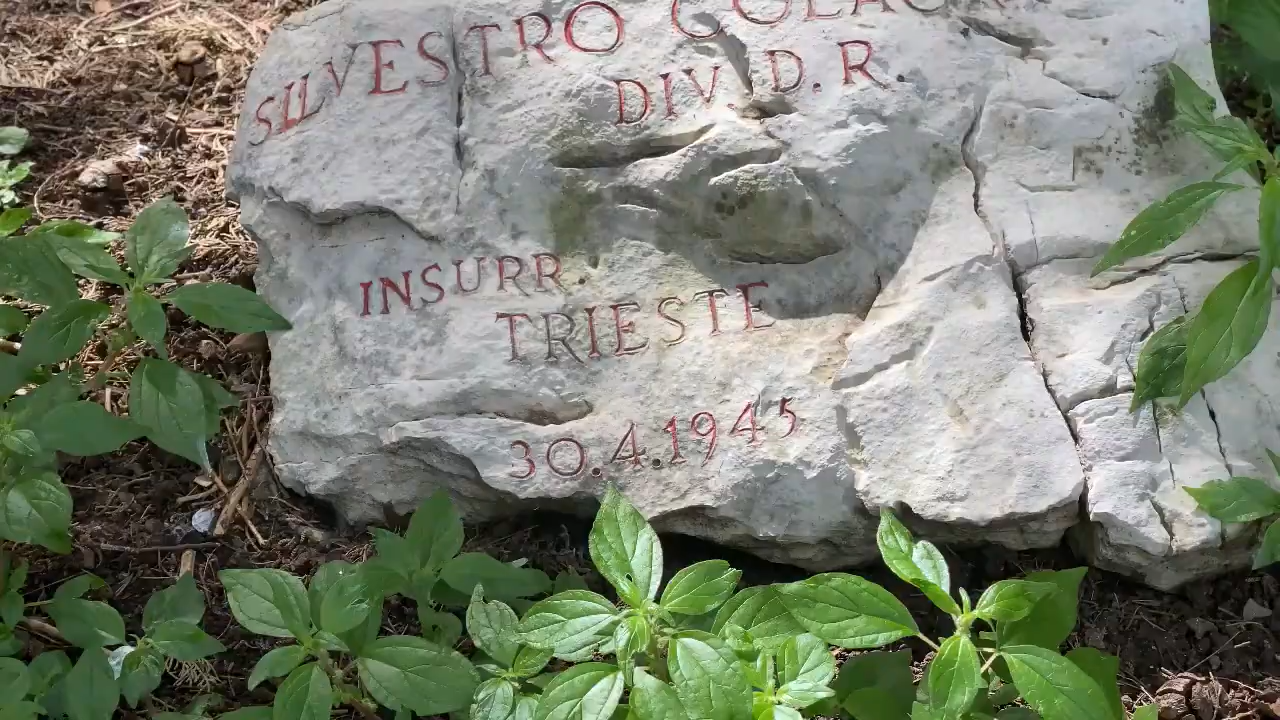 SILVESTRO
DIV. D. R.
INSURR.
TRIESTE
30.4.1945